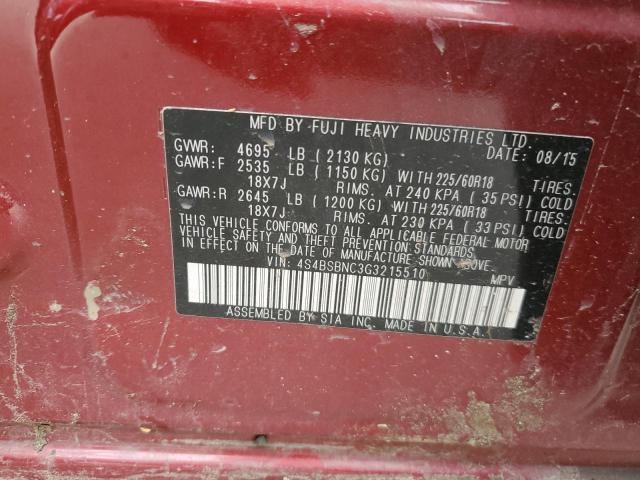 MFD BY FUJI HEAVY INDUSTRIES LTD.
GVWR: 4695 LB ( 2130 KG) DATE: 08/15
GAWR:F 2535 LB ( 1150 KG) WITH 225/60R18 TIRES.
18X7J RIMS. AT 240 KPA ( 35 PSI) COLD
GAWR:R 2645 LB ( 1200 KG) WITH 225/60R18 TIRES.
18X7J RIMS. AT 230 KPA ( 33 PSI) COLD
THIS VEHICLE CONFORMS TO ALL APPLICABLE FEDERAL MOTOR
VEHICLE SAFETY AND THEFT PREVENTION STANDARDS
IN EFFECT ON THE DATE OF MANUFACTURE SHOWN ABOVE.
VIN: 4S4BSBNC3G3215510 MPV
ASSEMBLED BY SIA INC. MADE IN U.S.A.